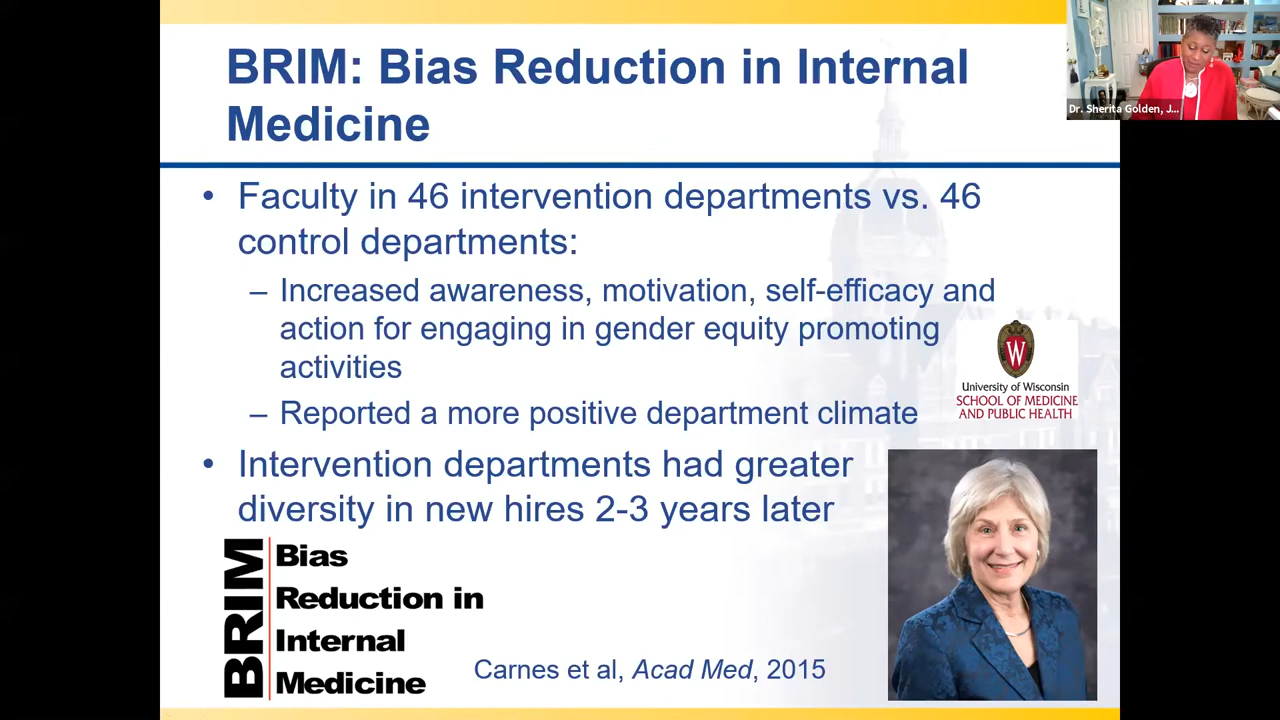 BRIM: Bias Reduction in Internal
Medicine
Dr. Sherita Golden, J...
• Faculty in 46 intervention departments vs. 46
control departments:
– Increased awareness, motivation, self-efficacy and
action for engaging in gender equity promoting
activities
– Reported a more positive department climate
W
University of Wisconsin
SCHOOL OF MEDICINE
AND PUBLIC HEALTH
• Intervention departments had greater
diversity in new hires 2-3 years later
BRIM
Bias
Reduction in
Internal
Medicine
Carnes et al, Acad Med, 2015